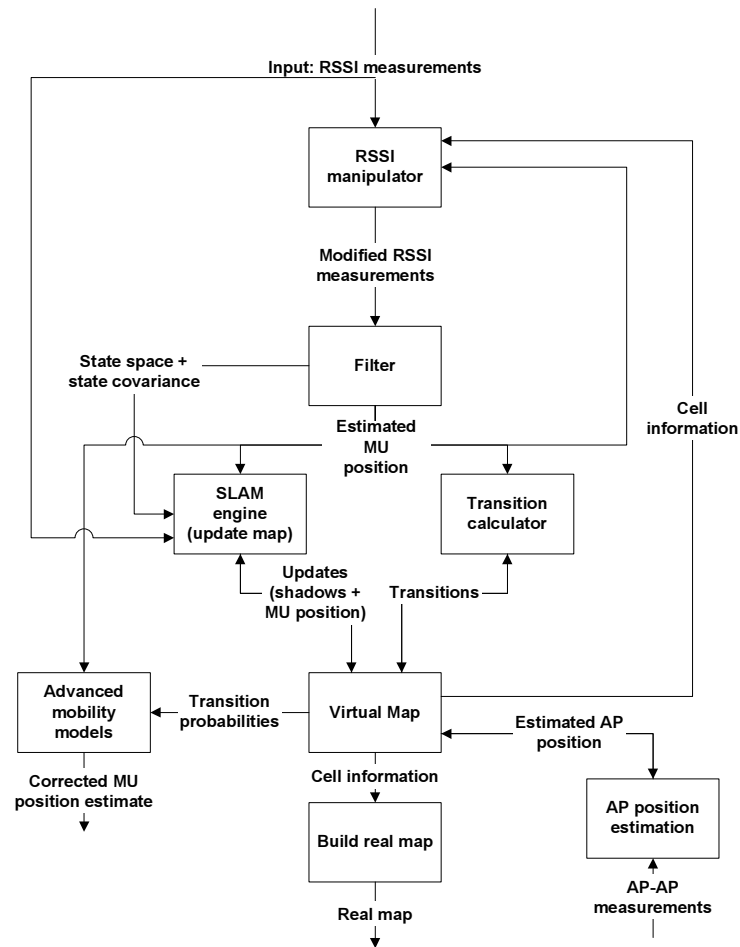 Input: RSSI measurements
RSSI
manipulator
Modified RSSI
measurements
Filter
State space +
state covariance
Estimated
MU
position
Cell
information
SLAM
engine
(update map)
Transition
calculator
Updates
(shadows +
MU position)
Transitions
Advanced
mobility
models
Transition
probabilities
Virtual Map
Estimated AP
position
Corrected MU
position estimate
Cell information
Build real map
AP position
estimation
Real map
AP-AP
measurements